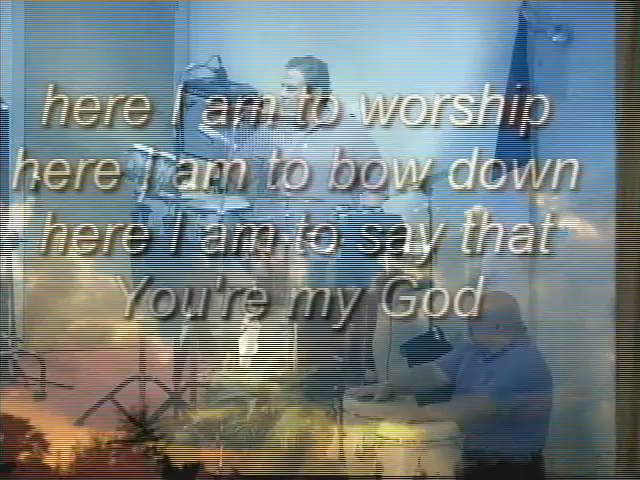 here I am to worship
here I am to bow down
here I am to say that
You're my God